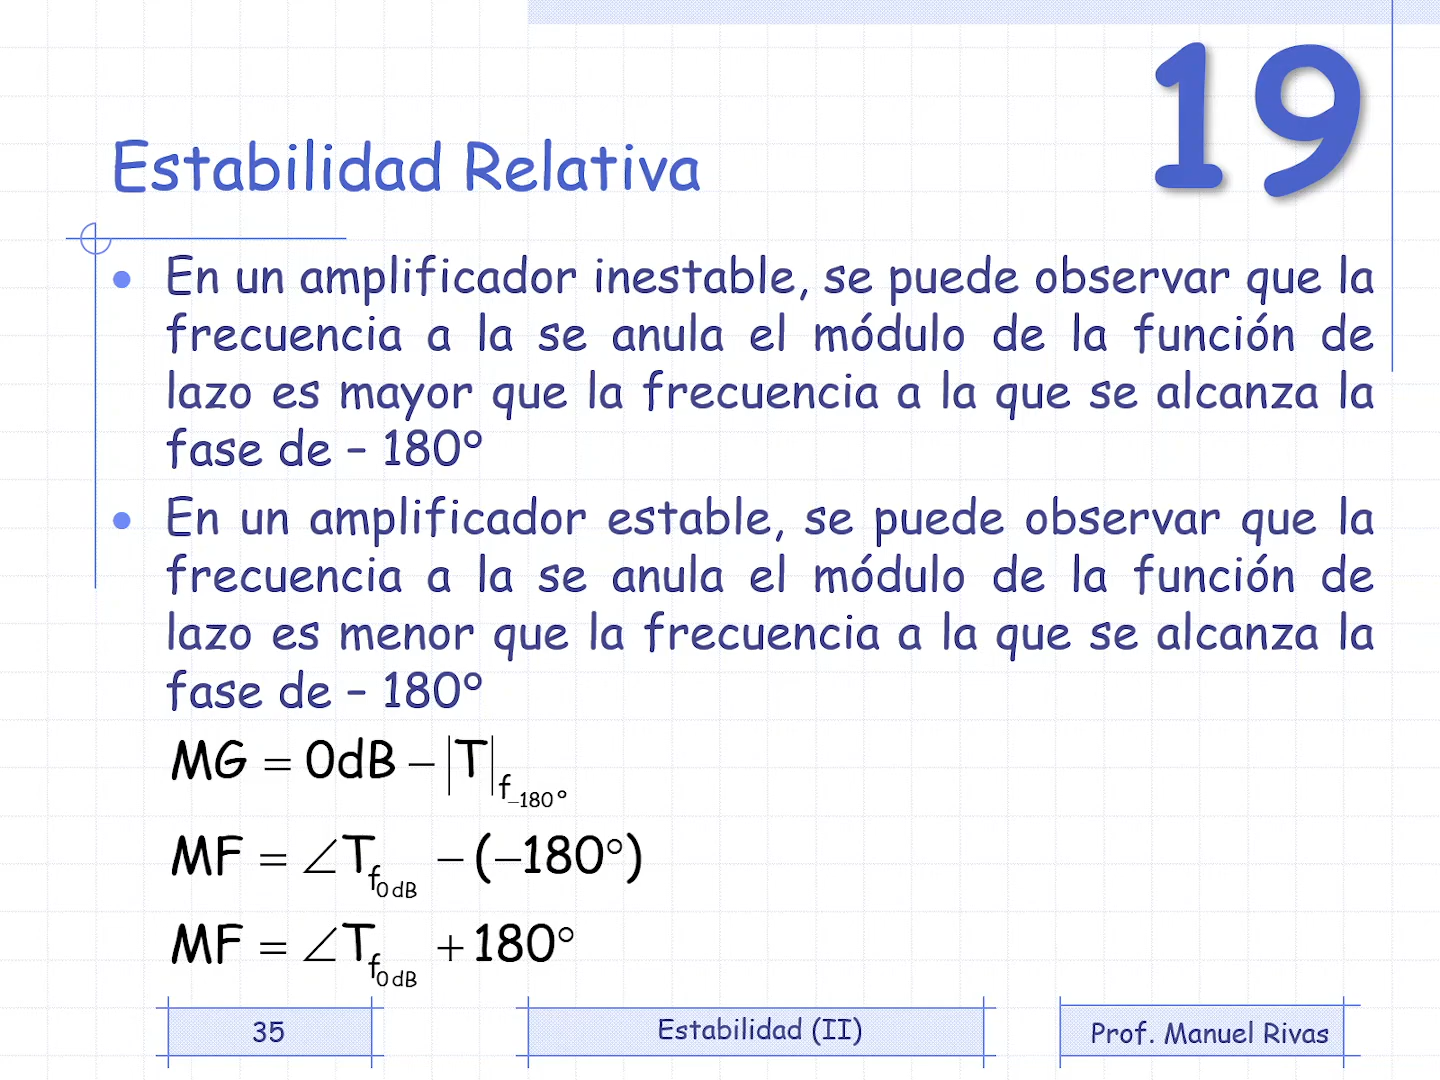 19
Estabilidad Relativa
• En un amplificador inestable, se puede observar que la
frecuencia a la se anula el módulo de la función de
lazo es mayor que la frecuencia a la que se alcanza la
fase de – 180º
• En un amplificador estable, se puede observar que la
frecuencia a la se anula el módulo de la función de
lazo es menor que la frecuencia a la que se alcanza la
fase de – 180º
MG = 0dB − |T|f−180°
MF = ∠Tf0dB − (−180°)
MF = ∠Tf0dB + 180°
35
Estabilidad (II)
Prof. Manuel Rivas